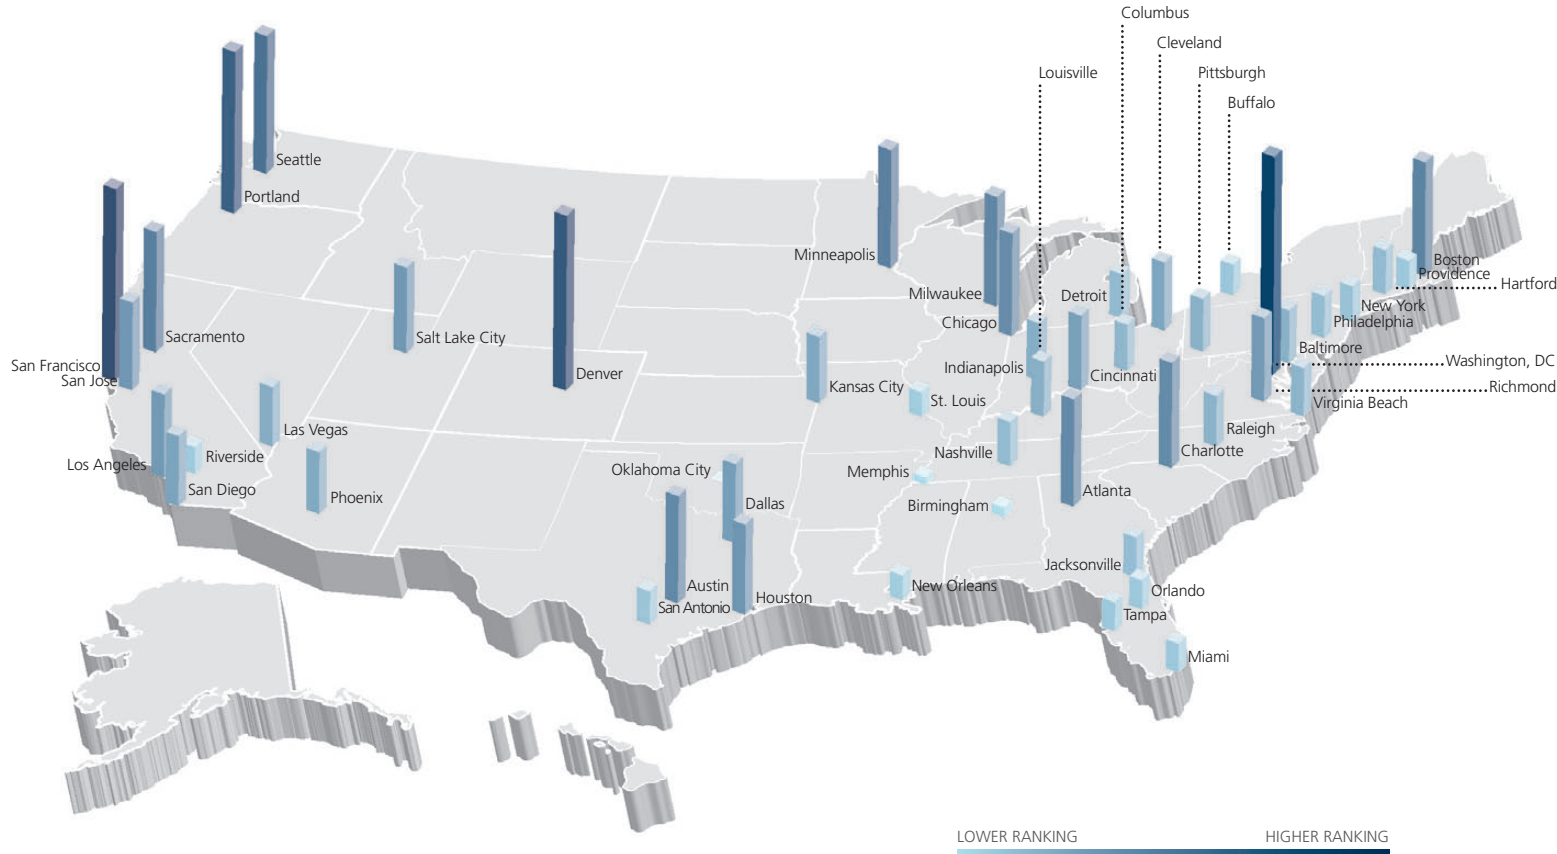 Columbus
Cleveland
Louisville
Pittsburgh
Buffalo
Seattle
Portland
Minneapolis
Boston
Providence
Hartford
Milwaukee
Detroit
New York
Chicago
Philadelphia
Sacramento
Salt Lake City
Baltimore
San Francisco
Washington, DC
San Jose
Denver
Indianapolis
Cincinnati
Kansas City
Richmond
St. Louis
Virginia Beach
Las Vegas
Raleigh
Nashville
Charlotte
Riverside
Los Angeles
Oklahoma City
Memphis
San Diego
Phoenix
Dallas
Atlanta
Birmingham
Jacksonville
Austin
New Orleans
Orlando
San Antonio
Houston
Tampa
Miami
LOWER RANKING
HIGHER RANKING